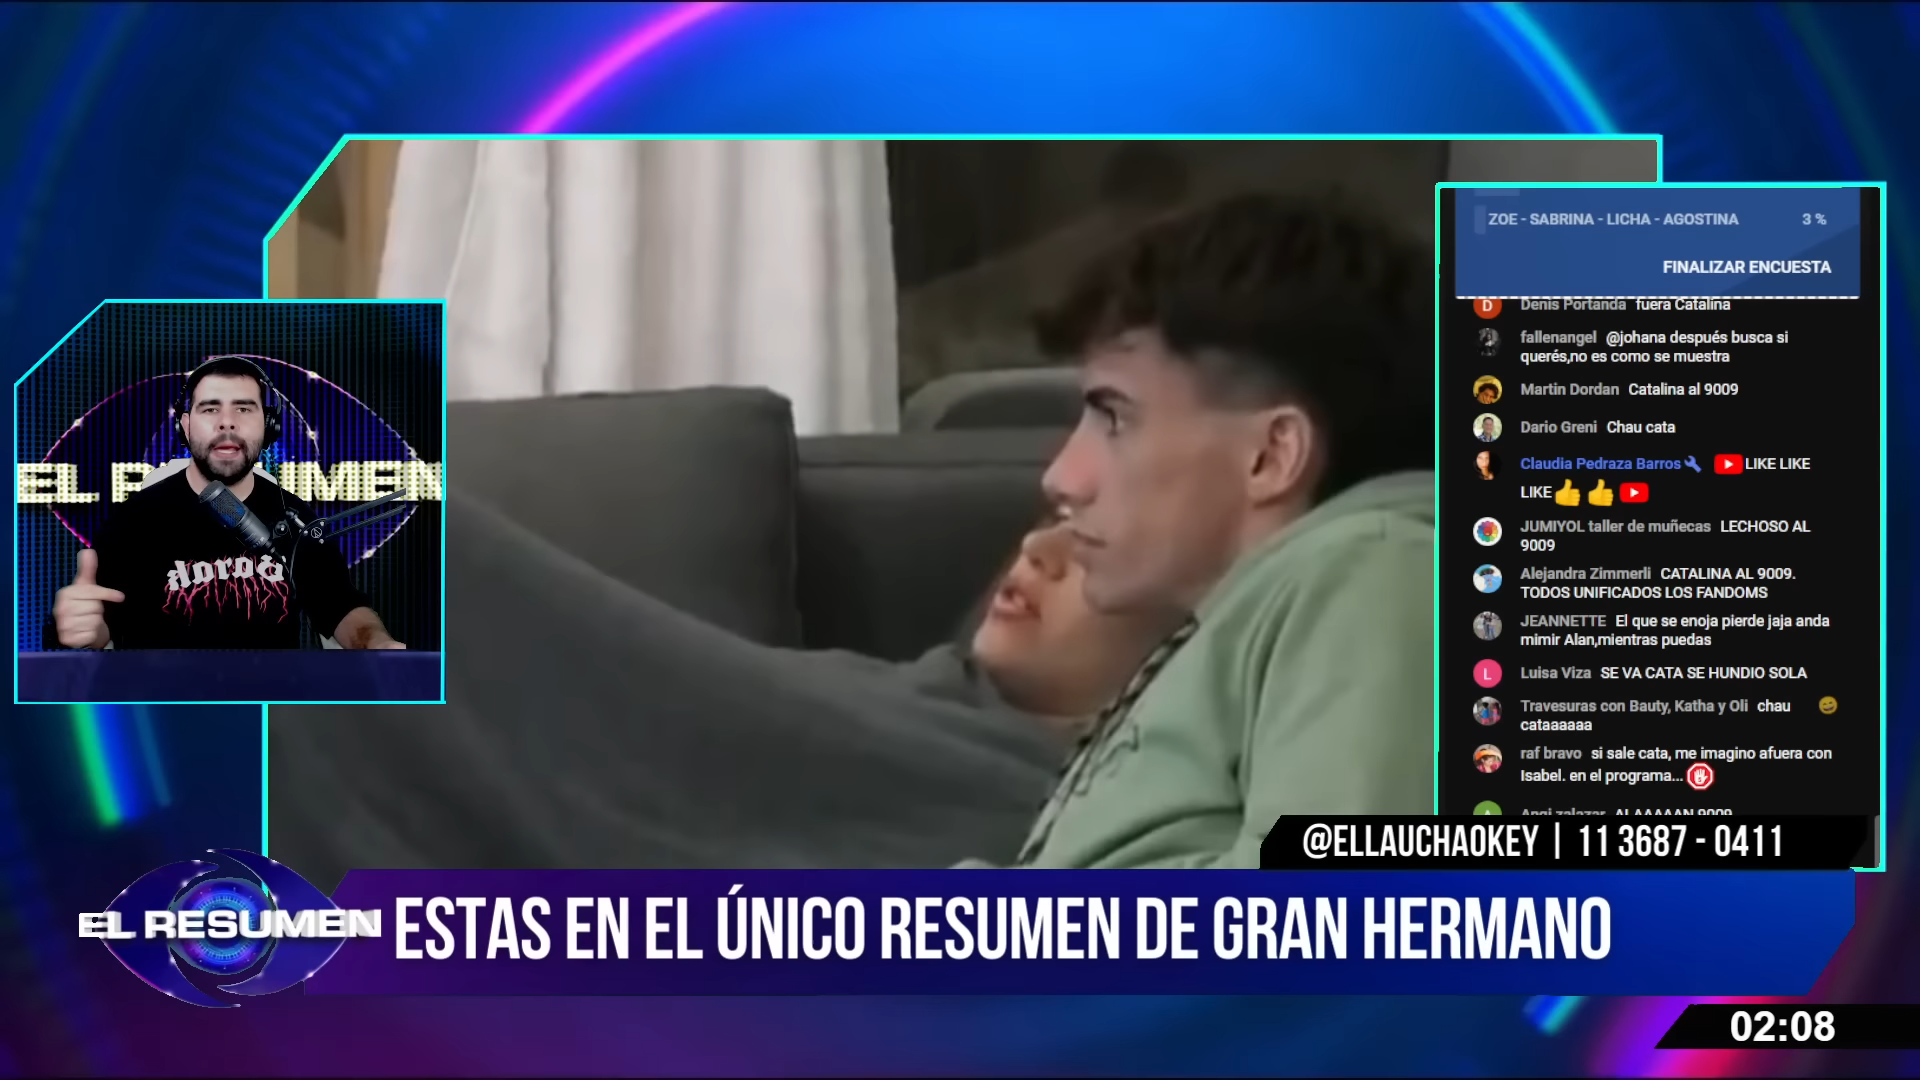 ZOE - SABRINA - LICHA - AGOSTINA 3 %
FINALIZAR ENCUESTA
Denis Portanda fuera Catalina
fallenangel @johana después busca si
querés,no es como se muestra
Martin Dordan Catalina al 9009
Dario Greni Chau cata
Claudia Pedraza Barros LIKE LIKE
LIKE
JUMIYOL taller de muñecas LECHOSO AL
9009
Alejandra Zimmerli CATALINA AL 9009.
TODOS UNIFICADOS LOS FANDOMS
JEANNETTE El que se enoja pierde jaja anda
mimir Alan,mientras puedas
Luisa Viza SE VA CATA SE HUNDIO SOLA
Travesuras con Bauty, Katha y Oli chau
cataaaaaa
raf bravo si sale cata, me imagino afuera con
Isabel. en el programa...
Angi zalazar ALAAAAAN 9009
@ELLAUCHAOKEY | 11 3687 - 0411
EL RESUMEN
ESTAS EN EL ÚNICO RESUMEN DE GRAN HERMANO
02:08